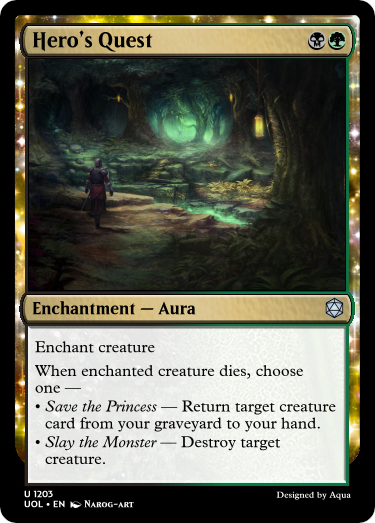 Hero's Quest
Enchantment — Aura
Enchant creature
When enchanted creature dies, choose
one —
• Save the Princess — Return target creature
card from your graveyard to your hand.
• Slay the Monster — Destroy target
creature.
U 1203
Designed by Aqua
UOL • EN Narog-art